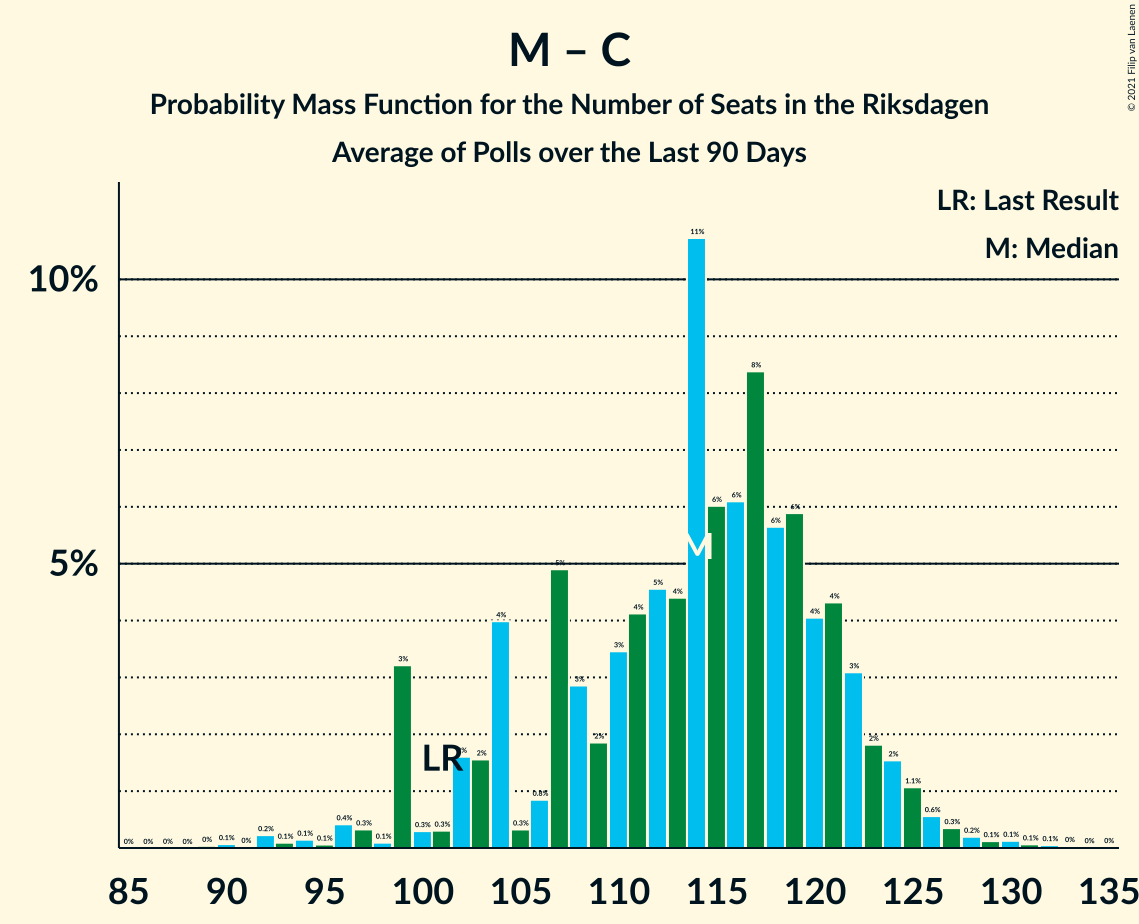 M – C
Probability Mass Function for the Number of Seats in the Riksdagen
Average of Polls over the Last 90 Days
© 2021 Filip van Laenen
LR: Last Result
M: Median
10%
5%
0% 0% 0% 0% 0% 0.1% 0% 0.2% 0.1% 0.1% 0.1% 0.4% 0.3% 0.1% 3% 0.3% 0.3% 2% 4% 0.3% 0.8% 5% 3% 2% 3% 4% 5% 4% 11% 6% 6% 8% 6% 6% 4% 4% 3% 2% 2% 1.1% 0.6% 0.3% 0.2% 0.1% 0.1% 0.1% 0.1% 0% 0% 0%
LR
M
85 90 95 100 105 110 115 120 125 130 135